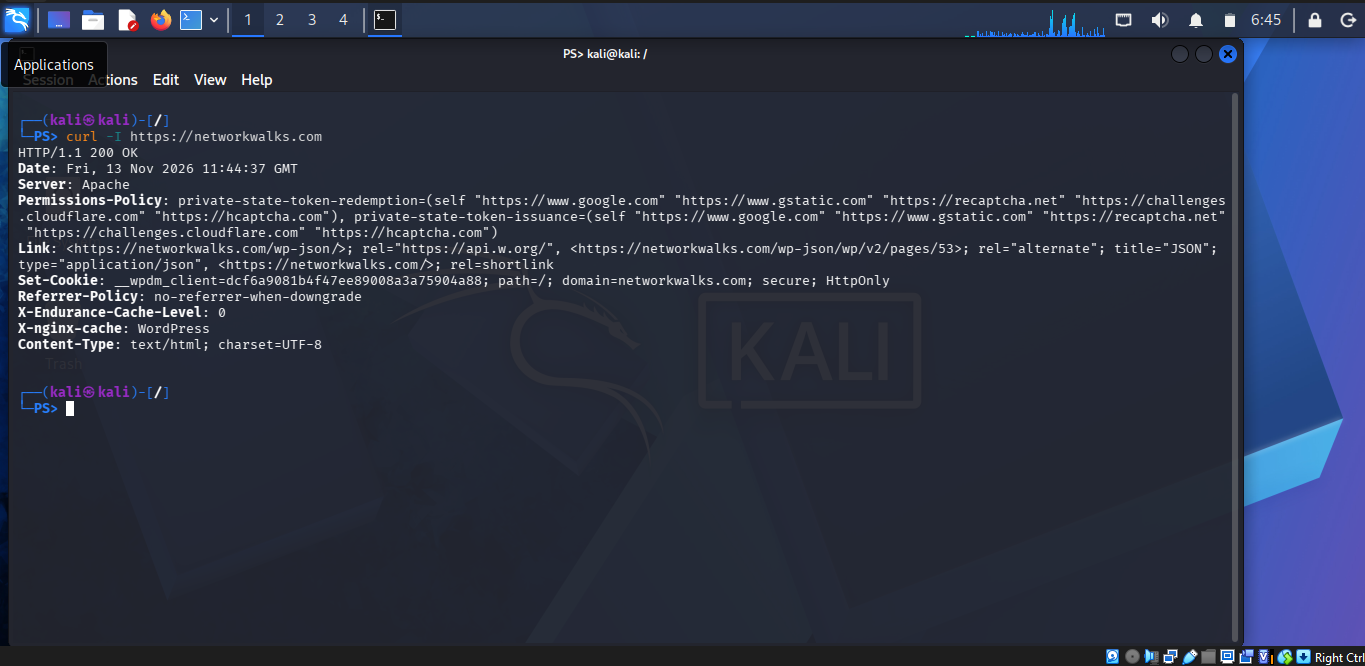 1 2 3 4 6:45
PS> kali@kali: /
Applications
Session Actions Edit View Help
┌──(kali㉿kali)-[/]
└─PS> curl -I https://networkwalks.com
HTTP/1.1 200 OK
Date: Fri, 13 Nov 2026 11:44:37 GMT
Server: Apache
Permissions-Policy: private-state-token-redemption=(self "https://www.google.com" "https://www.gstatic.com" "https://recaptcha.net" "https://challenges
.cloudflare.com" "https://hcaptcha.com"), private-state-token-issuance=(self "https://www.google.com" "https://www.gstatic.com" "https://recaptcha.net"
"https://challenges.cloudflare.com" "https://hcaptcha.com")
Link: <https://networkwalks.com/wp-json/>; rel="https://api.w.org/", <https://networkwalks.com/wp-json/wp/v2/pages/53>; rel="alternate"; title="JSON";
type="application/json", <https://networkwalks.com/>; rel=shortlink
Set-Cookie: __wpdm_client=dcf6a9081b4f47ee89008a3a75904a88; path=/; domain=networkwalks.com; secure; HttpOnly
Referrer-Policy: no-referrer-when-downgrade
X-Endurance-Cache-Level: 0
X-nginx-cache: WordPress
Content-Type: text/html; charset=UTF-8
KALI
Trash
┌──(kali㉿kali)-[/]
└─PS>
Right Ctrl